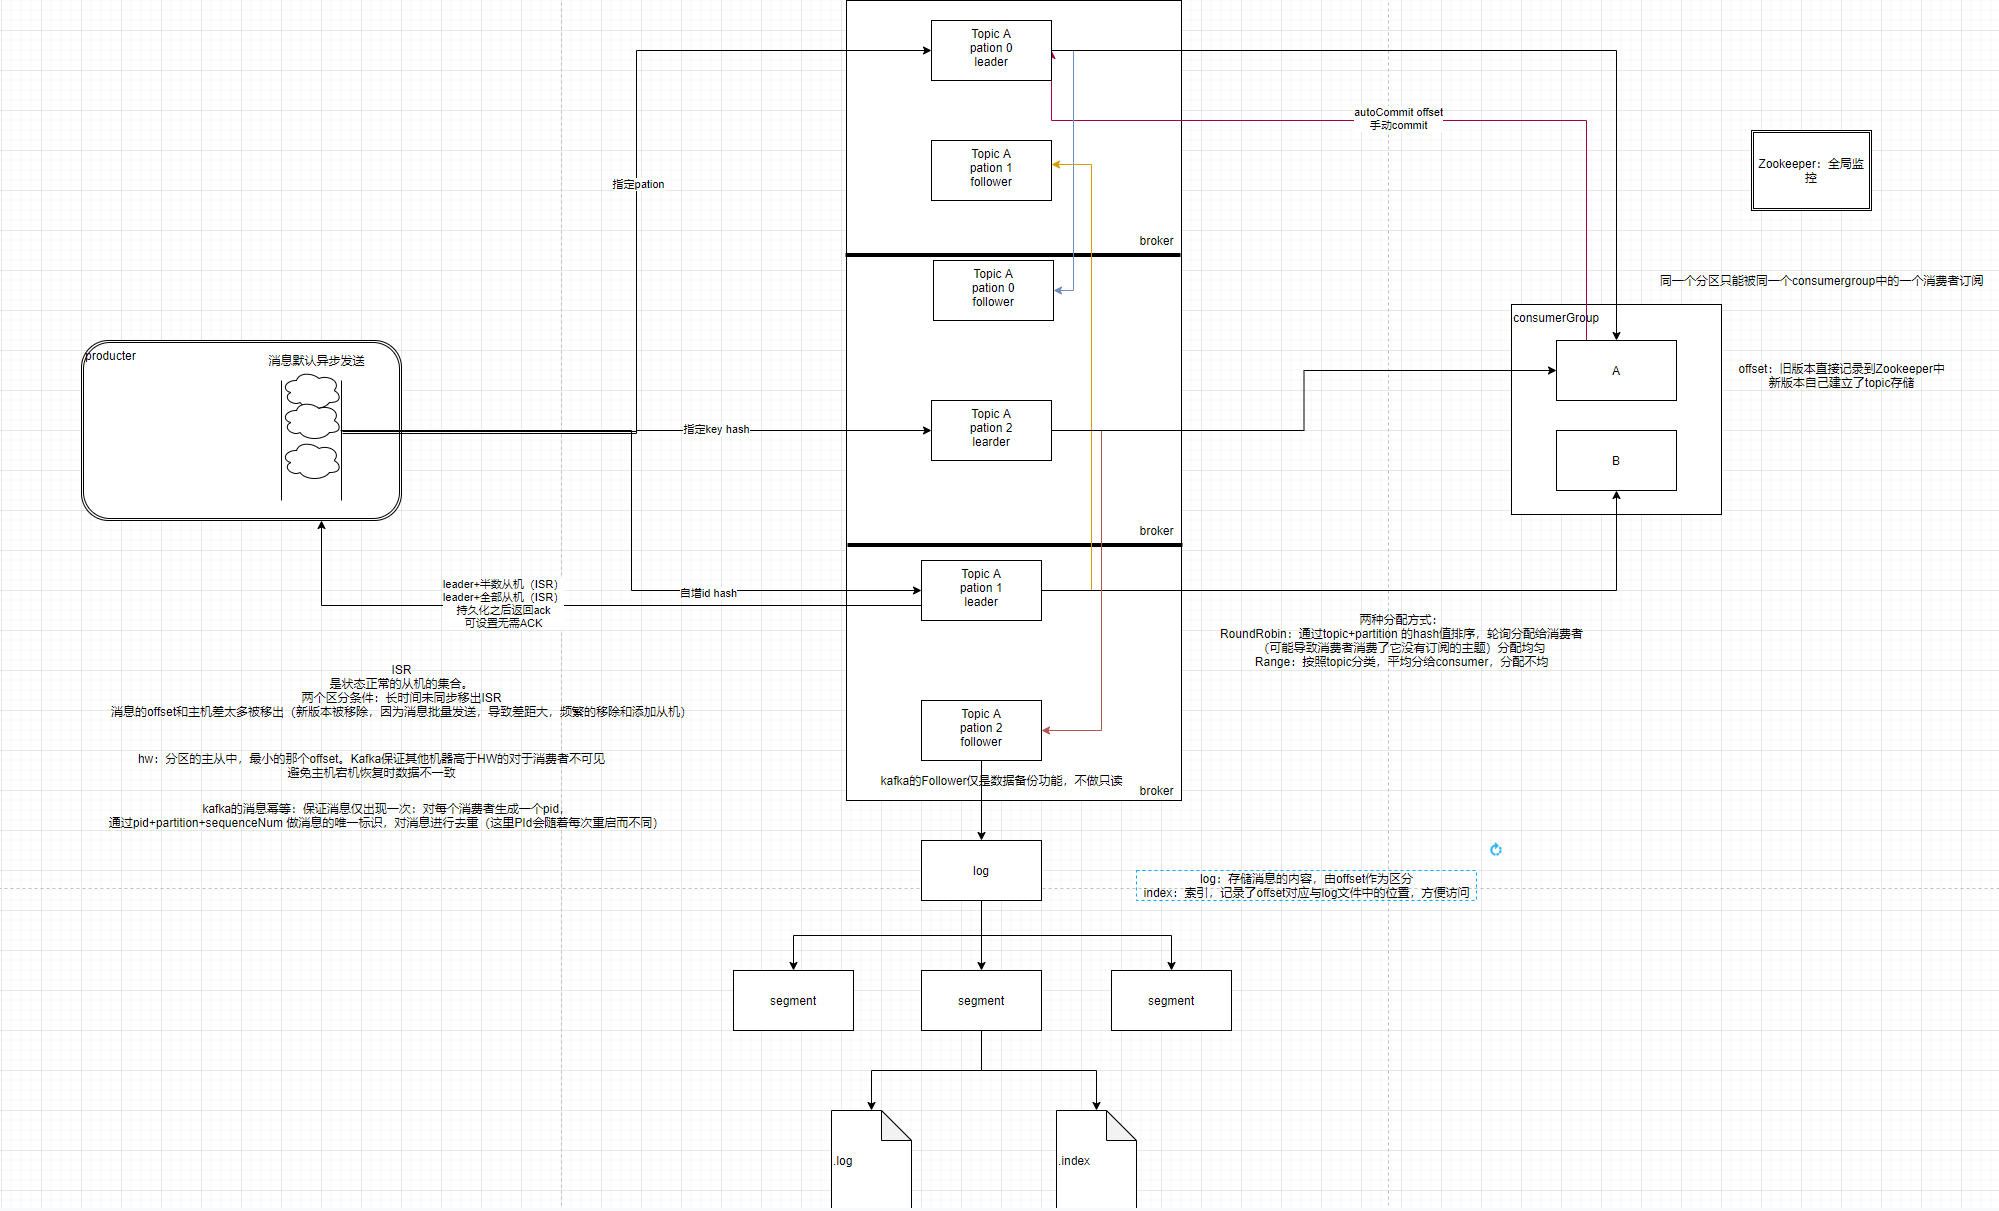 Topic A
pation 0
leader
autoCommit offset
手动commit
Topic A
pation 1
follower
Zookeeper：全局监
控
指定pation
broker
Topic A
pation 0
follower
同一个分区只能被同一个consumergroup中的一个消费者订阅
consumerGroup
producter
消息默认异步发送
A
offset：旧版本直接记录到Zookeeper中
新版本自己建立了topic存储
Topic A
pation 2
learder
指定key hash
B
broker
Topic A
pation 1
leader
自增id hash
leader+半数从机（ISR）
leader+全部从机（ISR）
持久化之后返回ack
可设置无需ACK
两种分配方式：
RoundRobin：通过topic+partition 的hash值排序，轮询分配给消费者
（可能导致消费者消费了它没有订阅的主题）分配均匀
Range：按照topic分类，平均分给consumer，分配不均
ISR
是状态正常的从机的集合。
两个区分条件：长时间未同步移出ISR
消息的offset和主机差太多被移出（新版本被移除，因为消息批量发送，导致差距大，频繁的移除和添加从机）
Topic A
pation 2
follower
hw：分区的主从中，最小的那个offset。Kafka保证其他机器高于HW的对于消费者不可见
避免主机宕机恢复时数据不一致
kafka的Follower仅是数据备份功能，不做只读
broker
kafka的消息幂等：保证消息仅出现一次：对每个消费者生成一个pid，
通过pid+partition+sequenceNum 做消息的唯一标识，对消息进行去重（这里PId会随着每次重启而不同）
log
log：存储消息的内容，由offset作为区分
index：索引，记录了offset对应与log文件中的位置，方便访问
segment
segment
segment
.log
.index